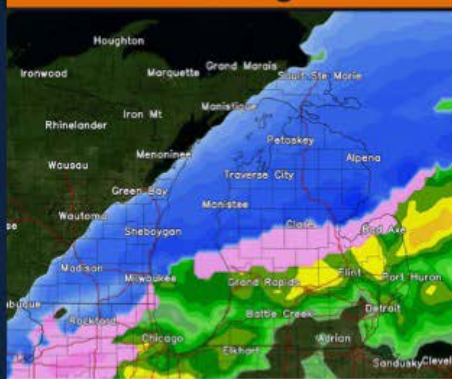 Houghton
Ironwood
Marquette
Grand Marais
Sault Ste Marie
Iron Mt
Manistique
Rhinelander
Menoninee
Petoskey
Alpena
Wausau
Traverse City
Green Bay
Manistee
Wautoma
Sheboygan
Clare
Bad Axe
Madison
Milwaukee
Grand Rapids
Flint
Port Huron
Rockford
Battle Creek
Detroit
Chicago
Adrian
Elkhart
Sandusky